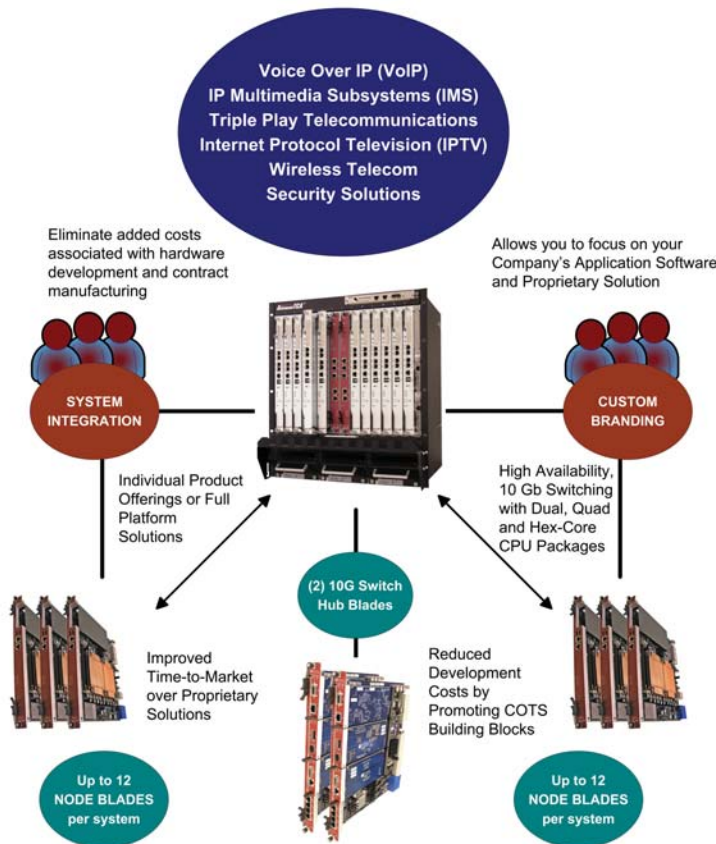 Voice Over IP (VoIP)
IP Multimedia Subsystems (IMS)
Triple Play Telecommunications
Internet Protocol Television (IPTV)
Wireless Telecom
Security Solutions
Eliminate added costs
associated with hardware
development and contract
manufacturing
Allows you to focus on your
Company's Application Software
and Proprietary Solution
SYSTEM
INTEGRATION
CUSTOM
BRANDING
Individual Product
Offerings or Full
Platform
Solutions
High Availability,
10 Gb Switching
with Dual, Quad
and Hex-Core
CPU Packages
(2) 10G Switch
Hub Blades
Improved
Time-to-Market
over Proprietary
Solutions
Reduced
Development
Costs by
Promoting COTS
Building Blocks
Up to 12
NODE BLADES
per system
Up to 12
NODE BLADES
per system